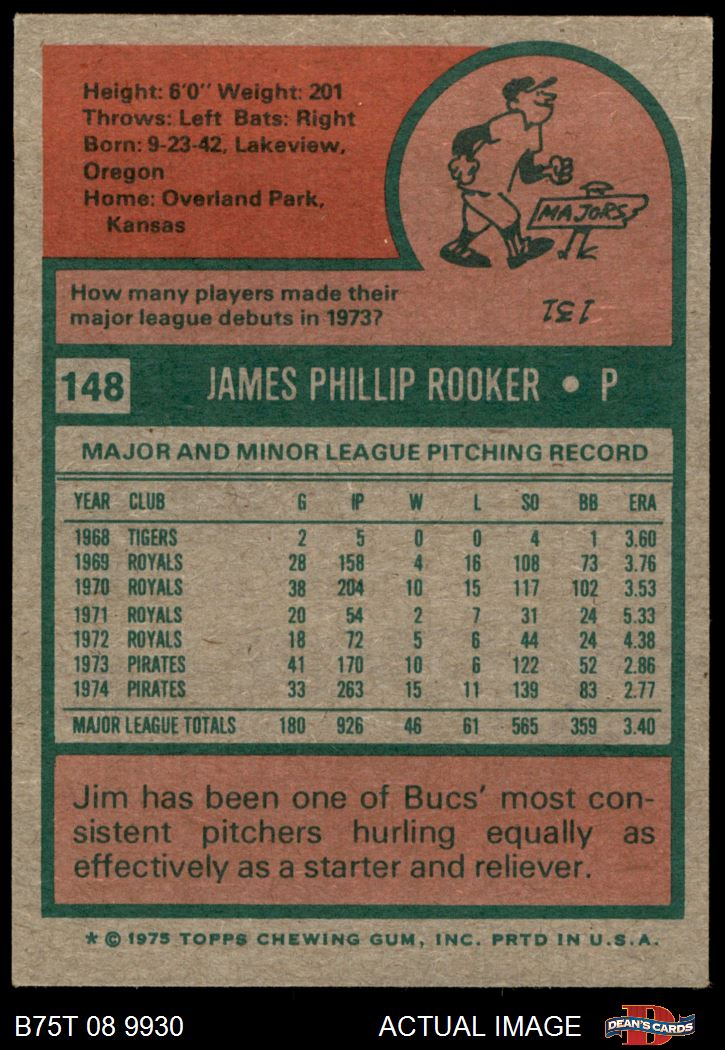 Height: 6'0" Weight: 201
Throws: Left Bats: Right
Born: 9-23-42, Lakeview,
Oregon
Home: Overland Park,
Kansas
MAJORS
How many players made their
major league debuts in 1973?
131
148 JAMES PHILLIP ROOKER • P
MAJOR AND MINOR LEAGUE PITCHING RECORD
YEAR CLUB G IP W L SO BB ERA
1968 TIGERS 2 5 0 0 4 1 3.60
1969 ROYALS 28 158 4 16 108 73 3.76
1970 ROYALS 38 204 10 15 117 102 3.53
1971 ROYALS 20 54 2 7 31 24 5.33
1972 ROYALS 18 72 5 6 44 24 4.38
1973 PIRATES 41 170 10 6 122 52 2.86
1974 PIRATES 33 263 15 11 139 83 2.77
MAJOR LEAGUE TOTALS 180 926 46 61 565 359 3.40
Jim has been one of Bucs' most con-
sistent pitchers hurling equally as
effectively as a starter and reliever.
* © 1975 TOPPS CHEWING GUM, INC. PRTD IN U.S.A.
B75T 08 9930 ACTUAL IMAGE
D
DEAN'S CARDS